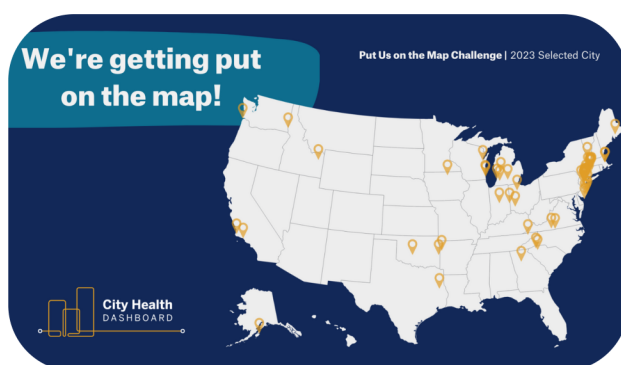 We're getting put
on the map!
Put Us on the Map Challenge | 2023 Selected City
City Health
DASHBOARD